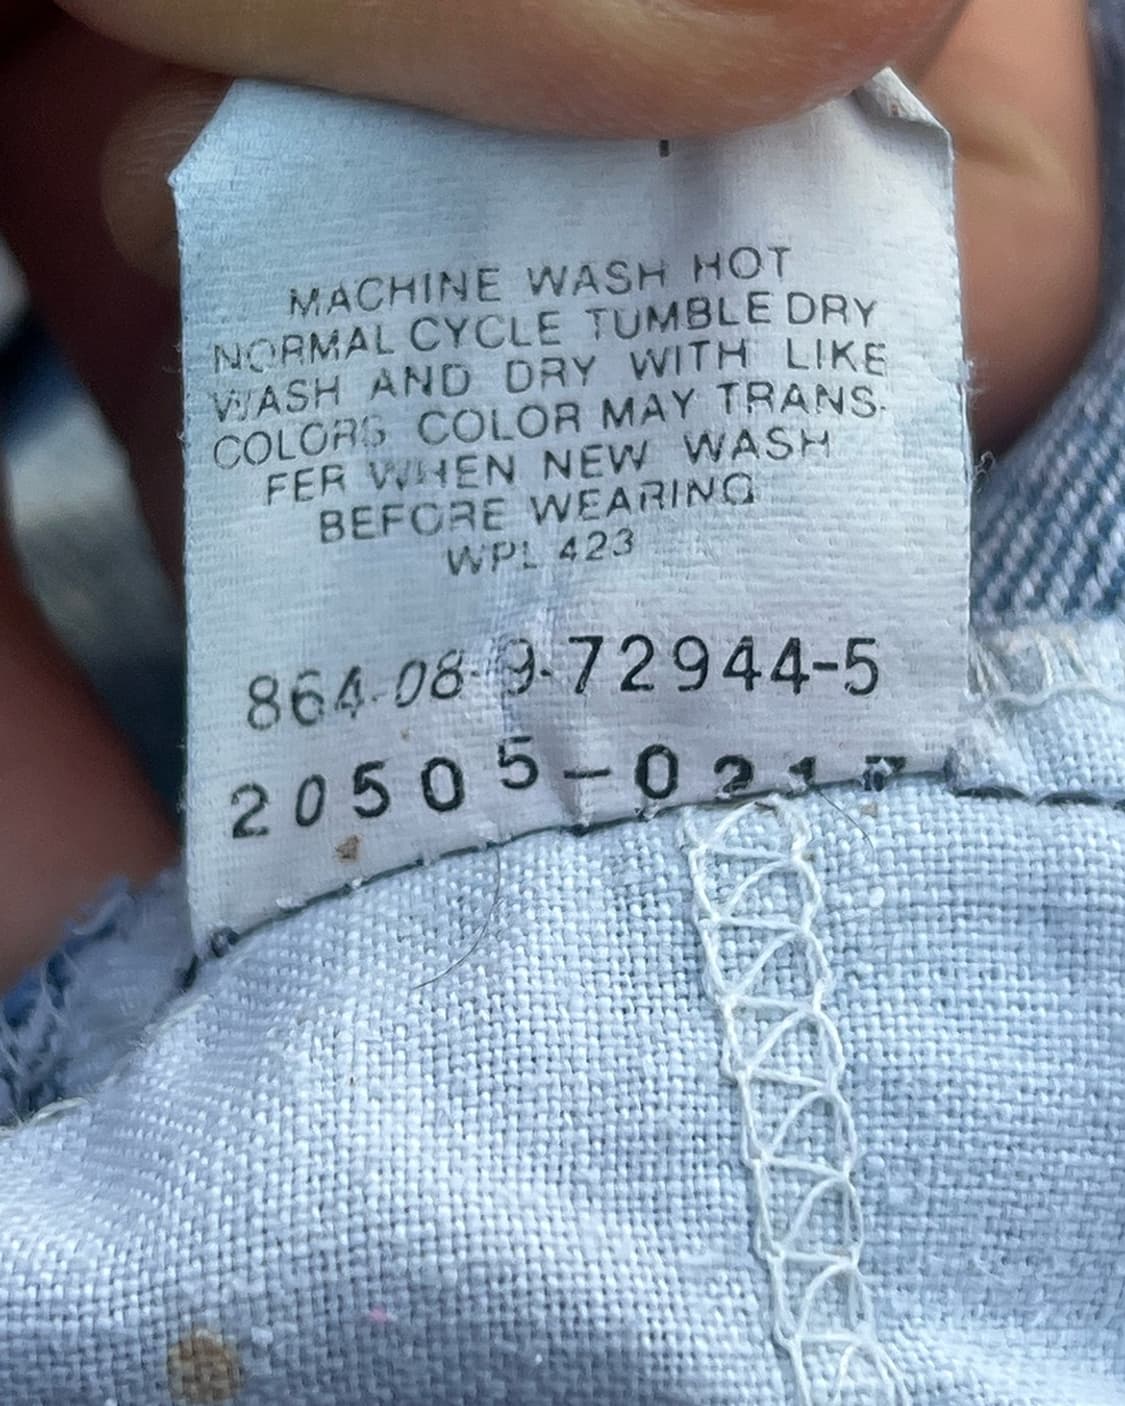 MACHINE WASH HOT
NORMAL CYCLE TUMBLE DRY
WASH AND DRY WITH LIKE
COLORS COLOR MAY TRANS-
FER WHEN NEW WASH
BEFORE WEARING
WPL 423
864-08-9-72944-5
20505-021